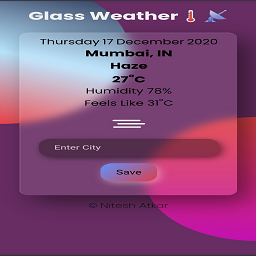 Glass Weather
Thursday 17 December 2020
Mumbai, IN
Haze
27°C
Humidity 78%
Feels Like 31°C
Enter City
Save
© Nitesh Atkar